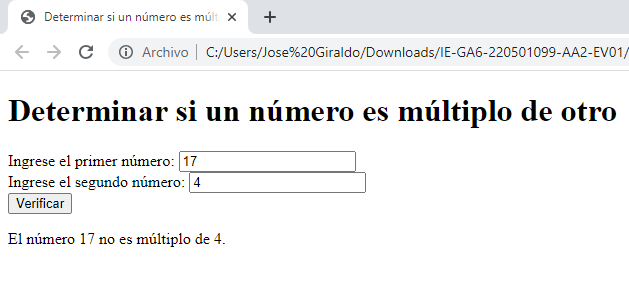 Determinar si un número es múlt
Archivo C:/Users/Jose%20Giraldo/Downloads/IE-GA6-220501099-AA2-EV01/
Determinar si un número es múltiplo de otro
Ingrese el primer número: 17
Ingrese el segundo número: 4
Verificar
El número 17 no es múltiplo de 4.